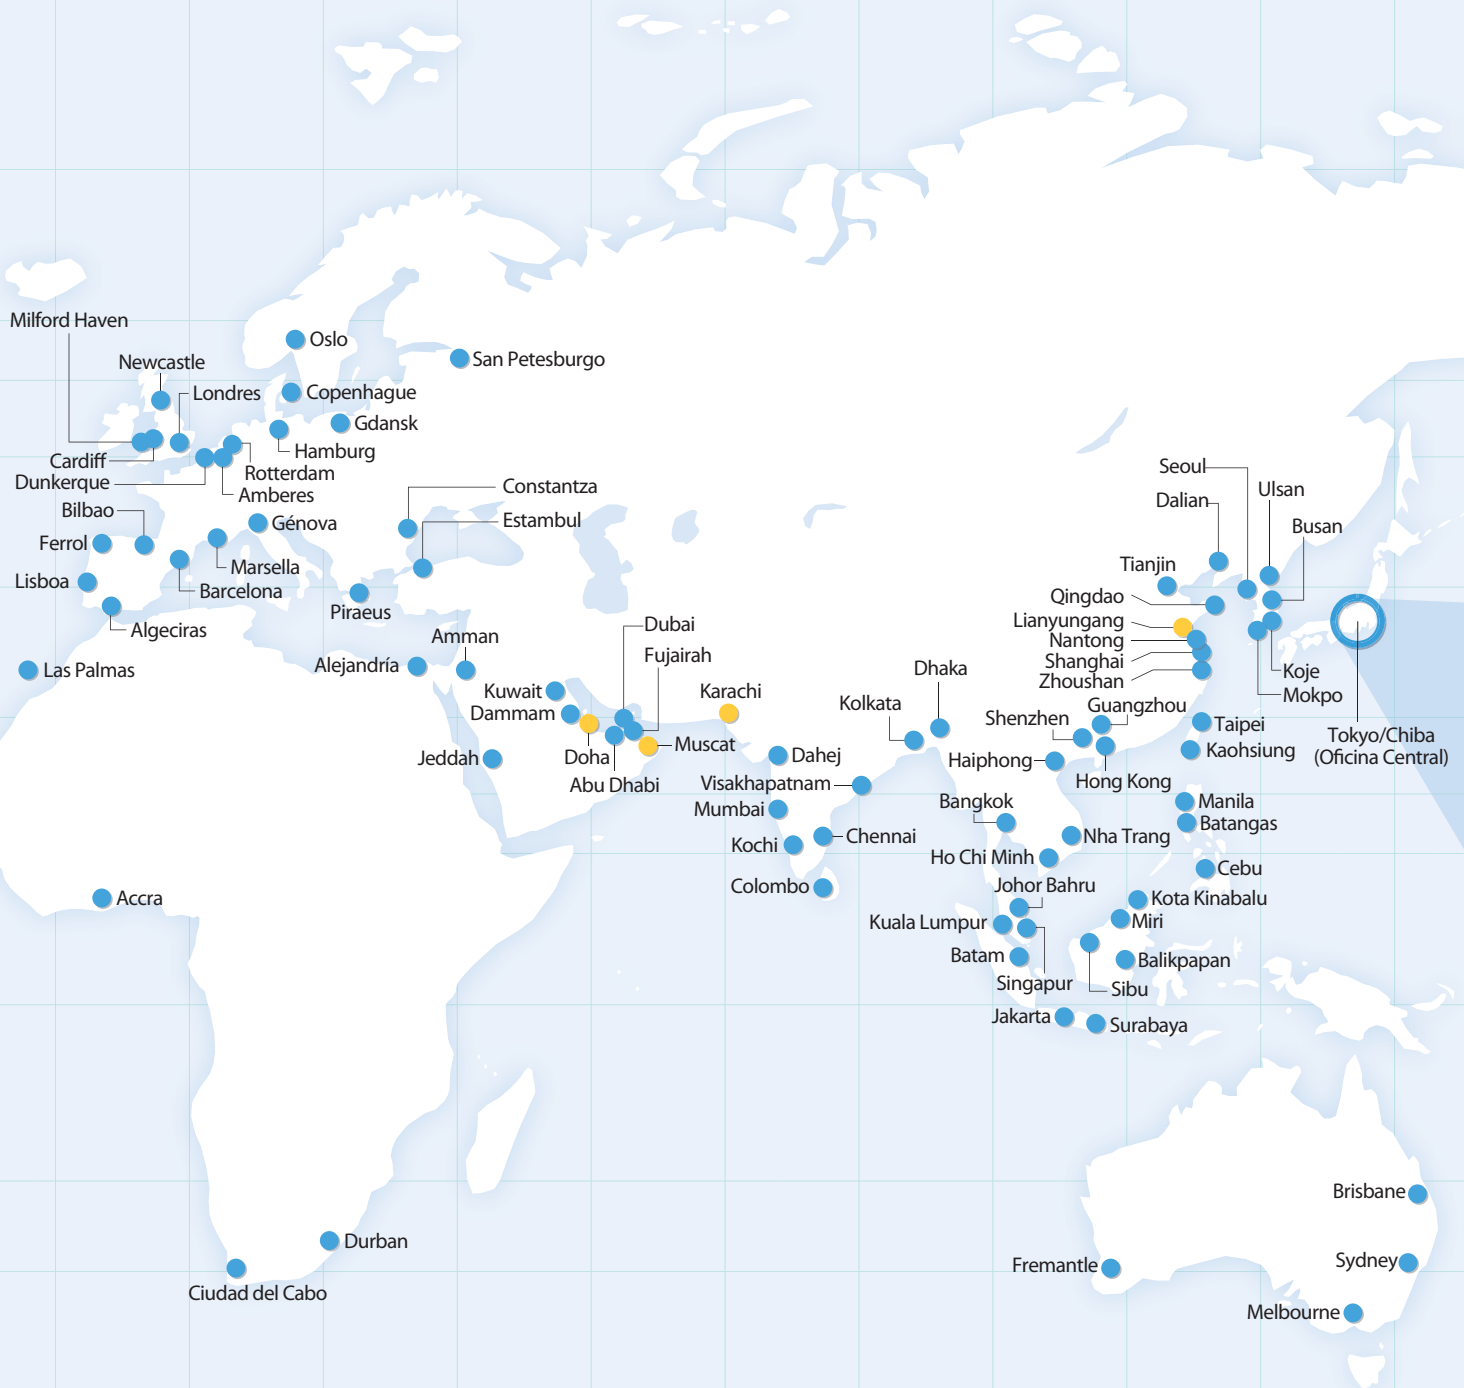 Milford Haven
Oslo
San Petesburgo
Newcastle
Londres
Copenhague
Gdansk
Hamburg
Cardiff
Rotterdam
Dunkerque
Amberes
Constantza
Bilbao
Estambul
Génova
Ferrol
Marsella
Lisboa
Barcelona
Piraeus
Algeciras
Amman
Alejandría
Las Palmas
Dubai
Fujairah
Kuwait
Dammam
Karachi
Doha
Muscat
Abu Dhabi
Jeddah
Dahej
Visakhapatnam
Mumbai
Kochi
Chennai
Colombo
Kolkata
Dhaka
Seoul
Ulsan
Dalian
Busan
Tianjin
Qingdao
Lianyungang
Nantong
Shanghai
Zhoushan
Koje
Mokpo
Guangzhou
Shenzhen
Taipei
Kaohsiung
Tokyo/Chiba
(Oficina Central)
Haiphong
Hong Kong
Bangkok
Manila
Batangas
Nha Trang
Ho Chi Minh
Cebu
Johor Bahru
Kota Kinabalu
Kuala Lumpur
Miri
Batam
Balikpapan
Singapur
Sibu
Jakarta
Surabaya
Accra
Durban
Ciudad del Cabo
Brisbane
Fremantle
Sydney
Melbourne